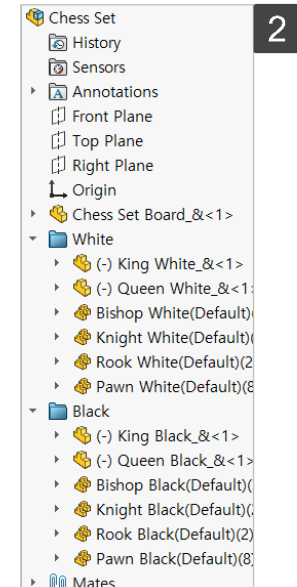 Chess Set
2
History
Sensors
Annotations
Front Plane
Top Plane
Right Plane
Origin
Chess Set Board_&<1>
White
(-) King White_&<1>
(-) Queen White_&<1>
Bishop White(Default)(
Knight White(Default)(
Rook White(Default)(2
Pawn White(Default)(8
Black
(-) King Black_&<1>
(-) Queen Black_&<1>
Bishop Black(Default)(
Knight Black(Default)(2
Rook Black(Default)(2)
Pawn Black(Default)(8)
Mates